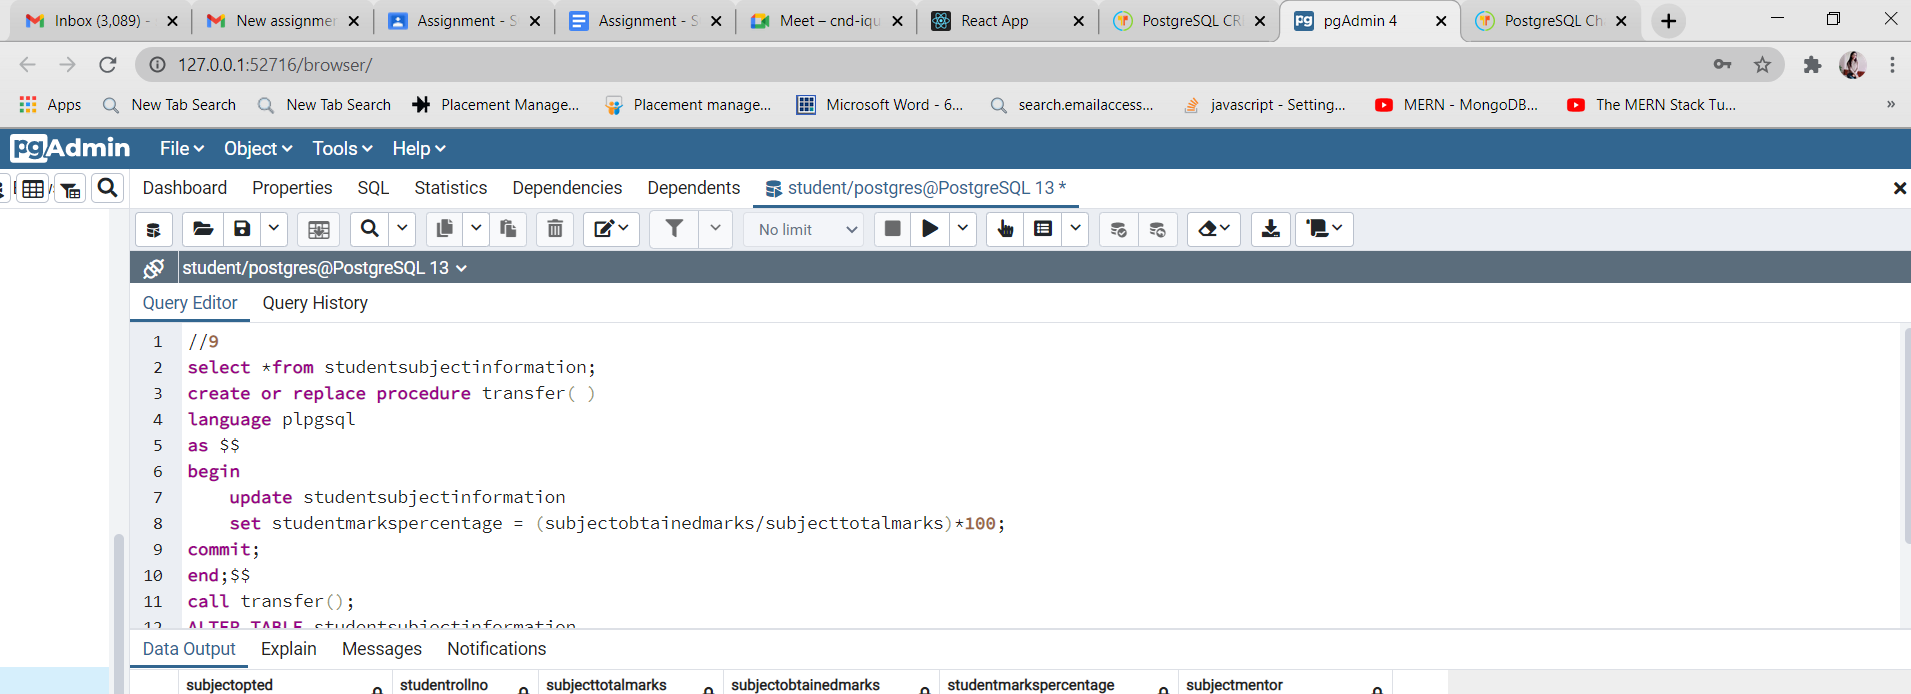 Inbox (3,089) -
New assignmer
Assignment - S
Assignment - S
Meet – cnd-iqu
React App
PostgreSQL CR
pgAdmin 4
PostgreSQL Ch
127.0.0.1:52716/browser/
Apps
New Tab Search
New Tab Search
Placement Manage...
Placement manage...
Microsoft Word - 6...
search.emailaccess...
javascript - Setting...
MERN - MongoDB...
The MERN Stack Tu...
»
pgAdmin
File
Object
Tools
Help
Dashboard
Properties
SQL
Statistics
Dependencies
Dependents
student/postgres@PostgreSQL 13 *
No limit
student/postgres@PostgreSQL 13
Query Editor
Query History
1 //9
2 select *from studentsubjectinformation;
3 create or replace procedure transfer( )
4 language plpgsql
5 as $$
6 begin
7 update studentsubjectinformation
8 set studentmarkspercentage = (subjectobtainedmarks/subjecttotalmarks)*100;
9 commit;
10 end;$$
11 call transfer();
12 ALTER TABLE studentsubjectinformation
Data Output
Explain
Messages
Notifications
subjectopted
studentrollno
subjecttotalmarks
subjectobtainedmarks
studentmarkspercentage
subjectmentor